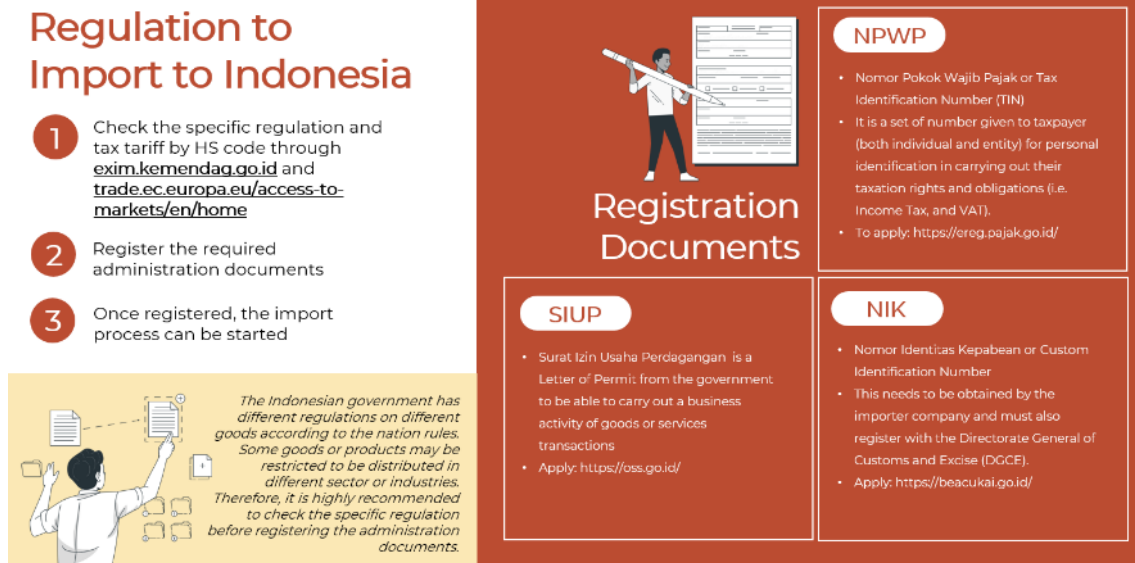 Regulation to
Import to Indonesia
1
Check the specific regulation and
tax tariff by HS code through
exim.kemendag.go.id and
trade.ec.europa.eu/access-to-
markets/en/home
2
Register the required
administration documents
3
Once registered, the import
process can be started
The Indonesian government has
different regulations on different
goods according to the nation rules.
Some goods or products may be
restricted to be distributed in
different sector or industries.
Therefore, it is highly recommended
to check the specific regulation
before registering the administration
documents.
Registration
Documents
NPWP
• Nomor Pokok Wajib Pajak or Tax
Identification Number (TIN)
• It is a set of number given to taxpayer
(both individual and entity) for personal
identification in carrying out their
taxation rights and obligations (i.e.
Income Tax, and VAT).
• To apply: https://ereg.pajak.go.id/
SIUP
• Surat Izin Usaha Perdagangan is a
Letter of Permit from the government
to be able to carry out a business
activity of goods or services
transactions
• Apply: https://oss.go.id/
NIK
• Nomor Identitas Kepabean or Custom
Identification Number
• This needs to be obtained by the
importer company and must also
register with the Directorate General of
Customs and Excise (DGCE).
• Apply: https://beacukai.go.id/